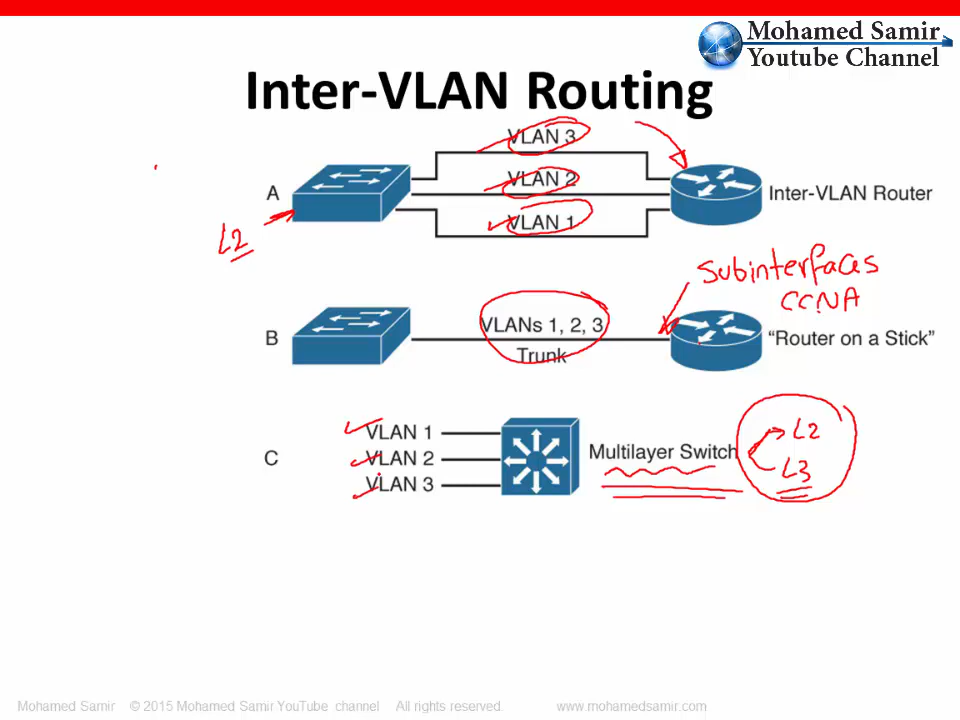 Mohamed Samir
Youtube Channel
Inter-VLAN Routing
VLAN 3
VLAN 2
VLAN 1
A
Inter-VLAN Router
L2
Subinterfaces
CCNA
B
VLANs 1, 2, 3
Trunk
“Router on a Stick”
C
VLAN 1
VLAN 2
VLAN 3
Multilayer Switch
L2
L3
Mohamed Samir © 2015 Mohamed Samir YouTube channel All rights reserved. www.mohamedsamir.com